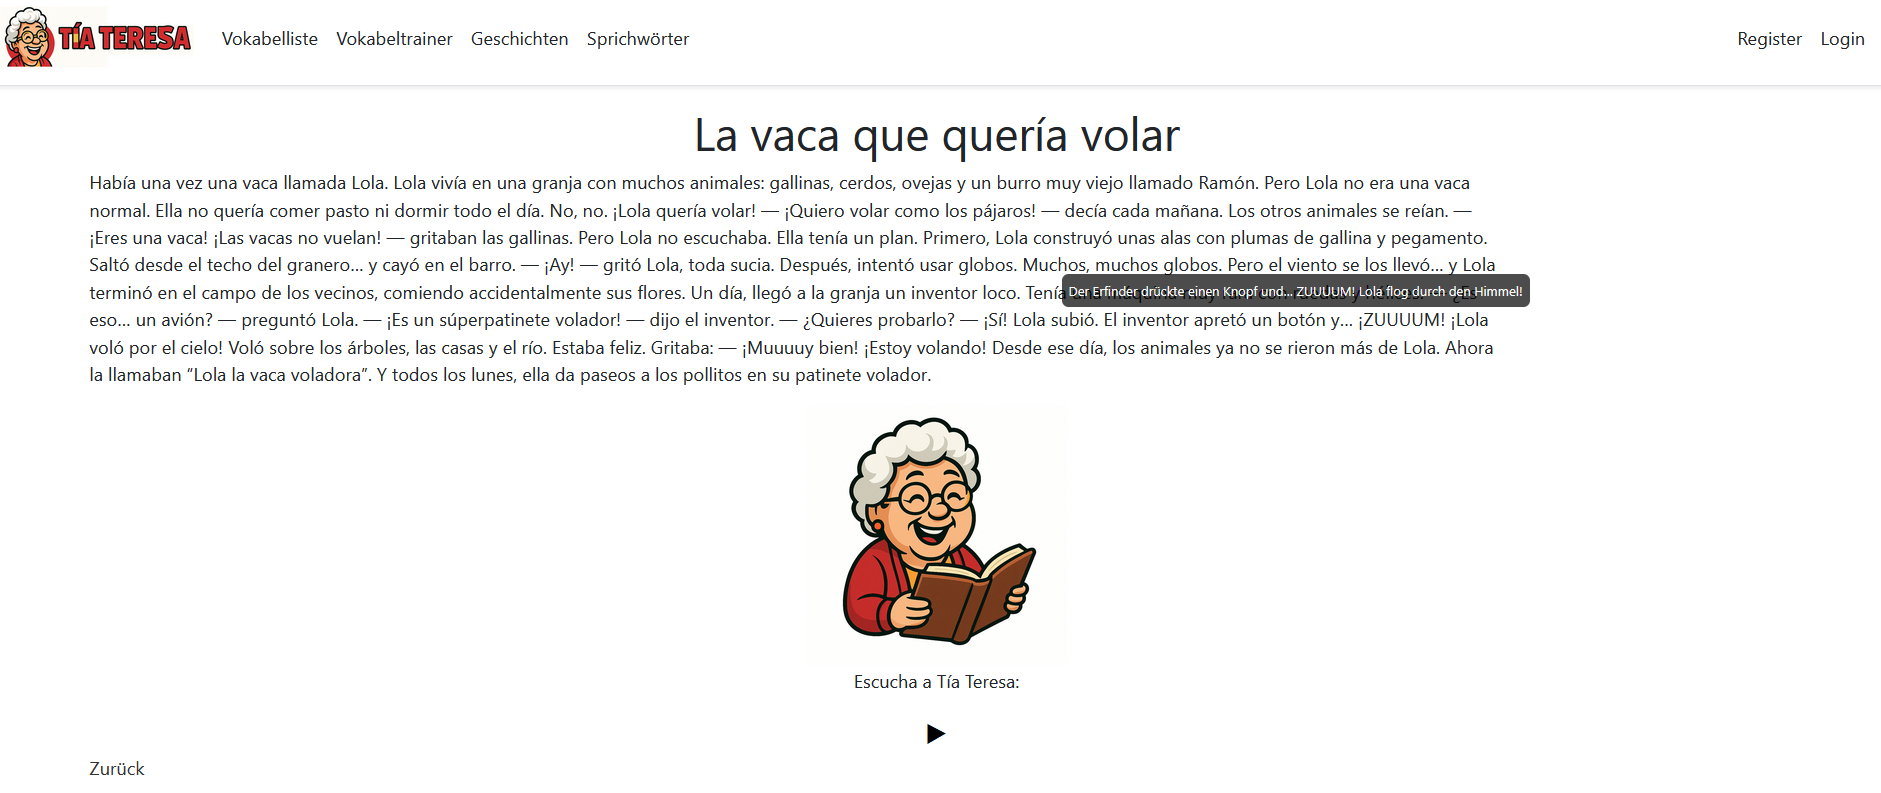 TÍA TERESA
Vokabelliste Vokabeltrainer Geschichten Sprichwörter
Register Login
La vaca que quería volar
Había una vez una vaca llamada Lola. Lola vivía en una granja con muchos animales: gallinas, cerdos, ovejas y un burro muy viejo llamado Ramón. Pero Lola no era una vaca
normal. Ella no quería comer pasto ni dormir todo el día. No, no. ¡Lola quería volar! — ¡Quiero volar como los pájaros! — decía cada mañana. Los otros animales se reían. —
¡Eres una vaca! ¡Las vacas no vuelan! — gritaban las gallinas. Pero Lola no escuchaba. Ella tenía un plan. Primero, Lola construyó unas alas con plumas de gallina y pegamento.
Saltó desde el techo del granero... y cayó en el barro. — ¡Ay! — gritó Lola, toda sucia. Después, intentó usar globos. Muchos, muchos globos. Pero el viento se los llevó... y Lola
terminó en el campo de los vecinos, comiendo accidentalmente sus flores. Un día, llegó a la granja un inventor loco. Tenía
Der Erfinder drückte einen Knopf und... ZUUUUM! Lola flog durch den Himmel!
eso... un avión? — preguntó Lola. — ¡Es un súperpatinete volador! — dijo el inventor. — ¿Quieres probarlo? — ¡Sí! Lola subió. El inventor apretó un botón y... ¡ZUUUUM! ¡Lola
voló por el cielo! Voló sobre los árboles, las casas y el río. Estaba feliz. Gritaba: — ¡Muuuuy bien! ¡Estoy volando! Desde ese día, los animales ya no se rieron más de Lola. Ahora
la llamaban “Lola la vaca voladora”. Y todos los lunes, ella da paseos a los pollitos en su patinete volador.
Escucha a Tía Teresa:
Zurück